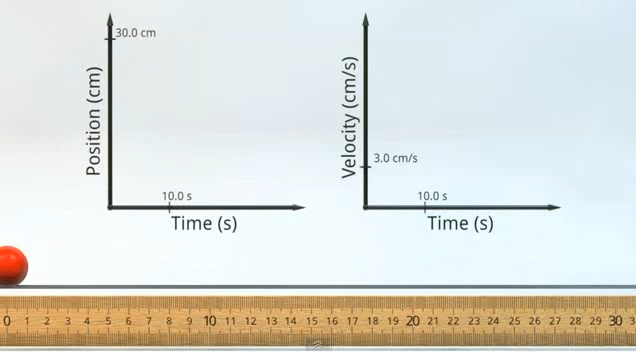 30.0 cm
Position (cm)
10.0 s
Time (s)
Velocity (cm/s)
3.0 cm/s
10.0 s
Time (s)
0 2 3 4 5 6 7 8 9 10 11 12 13 14 15 16 17 18 19 20 21 22 23 24 25 26 27 28 29 30 3